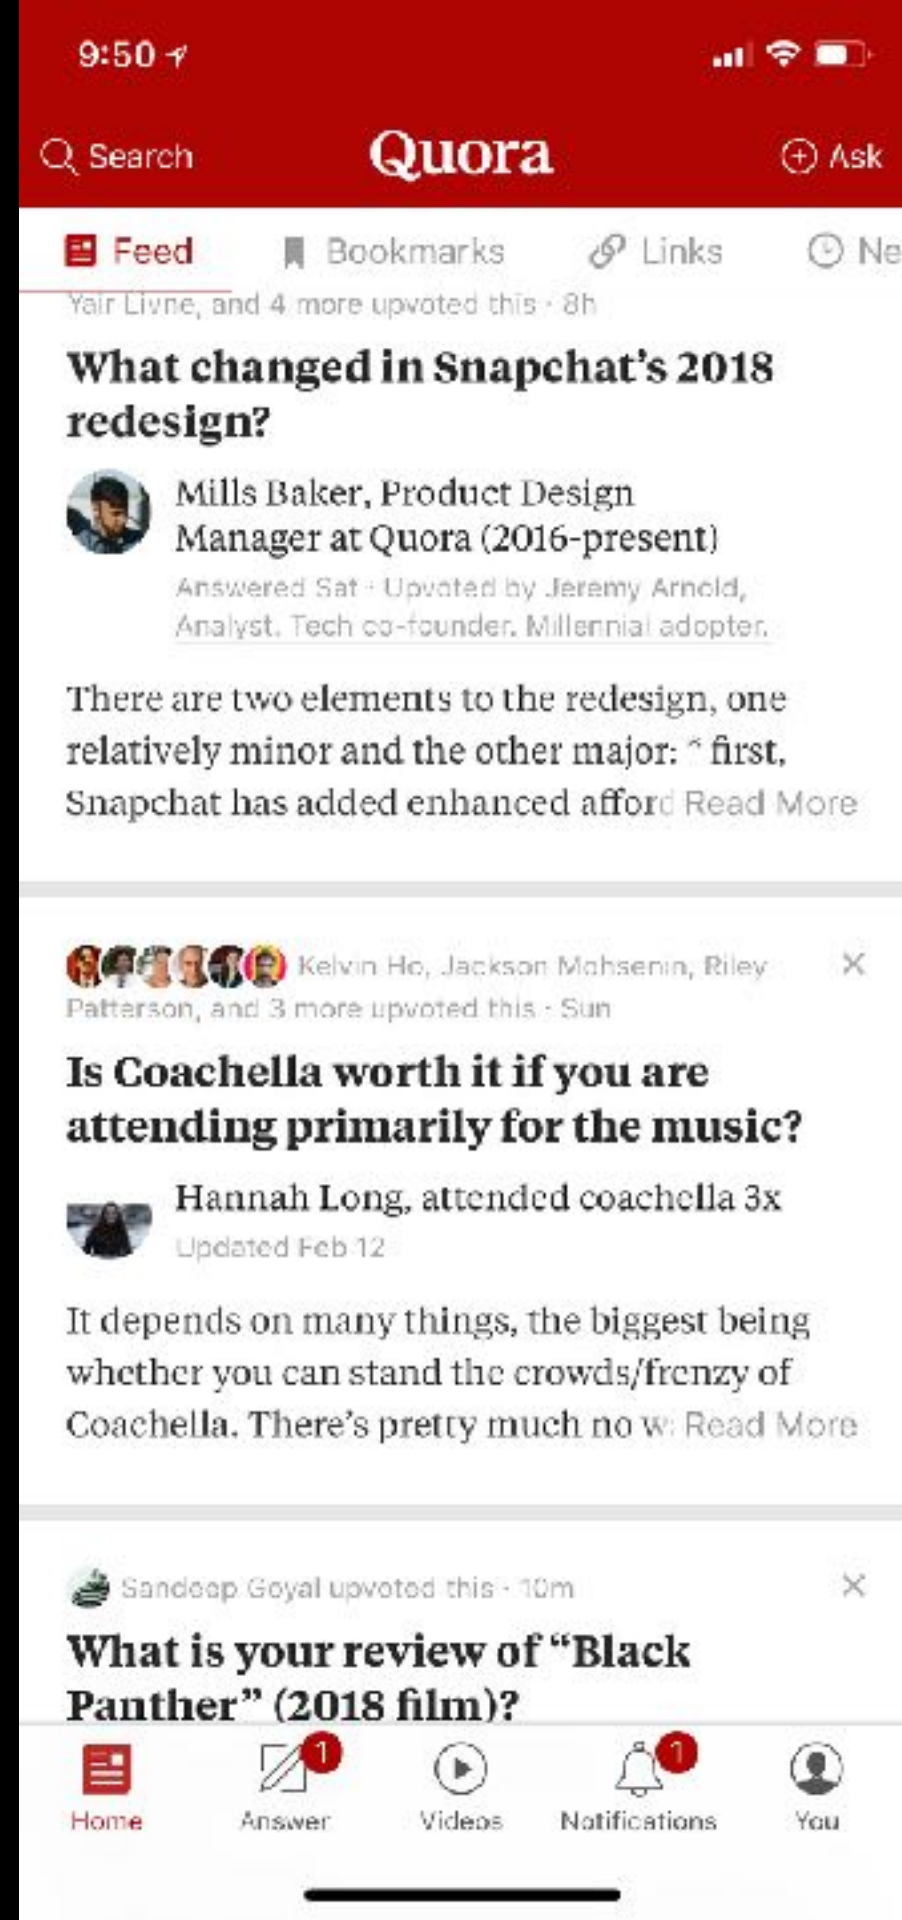 9:50
Search
Quora
Ask
Feed
Bookmarks
Links
Ne
Yair Livne, and 4 more upvoted this · 8h
What changed in Snapchat's 2018
redesign?
Mills Baker, Product Design
Manager at Quora (2016-present)
Answered Sat · Upvoted by Jeremy Arnold,
Analyst. Tech co-founder. Millennial adopter.
There are two elements to the redesign, one
relatively minor and the other major: * first,
Snapchat has added enhanced afford Read More
Kelvin Ho, Jackson Mohsenin, Riley
Patterson, and 3 more upvoted this · Sun
Is Coachella worth it if you are
attending primarily for the music?
Hannah Long, attended coachella 3x
Updated Feb 12
It depends on many things, the biggest being
whether you can stand the crowds/frenzy of
Coachella. There's pretty much no Read More
Sandeep Goyal upvoted this · 10m
What is your review of “Black
Panther” (2018 film)?
1
1
Home
Answer
Videos
Notifications
You